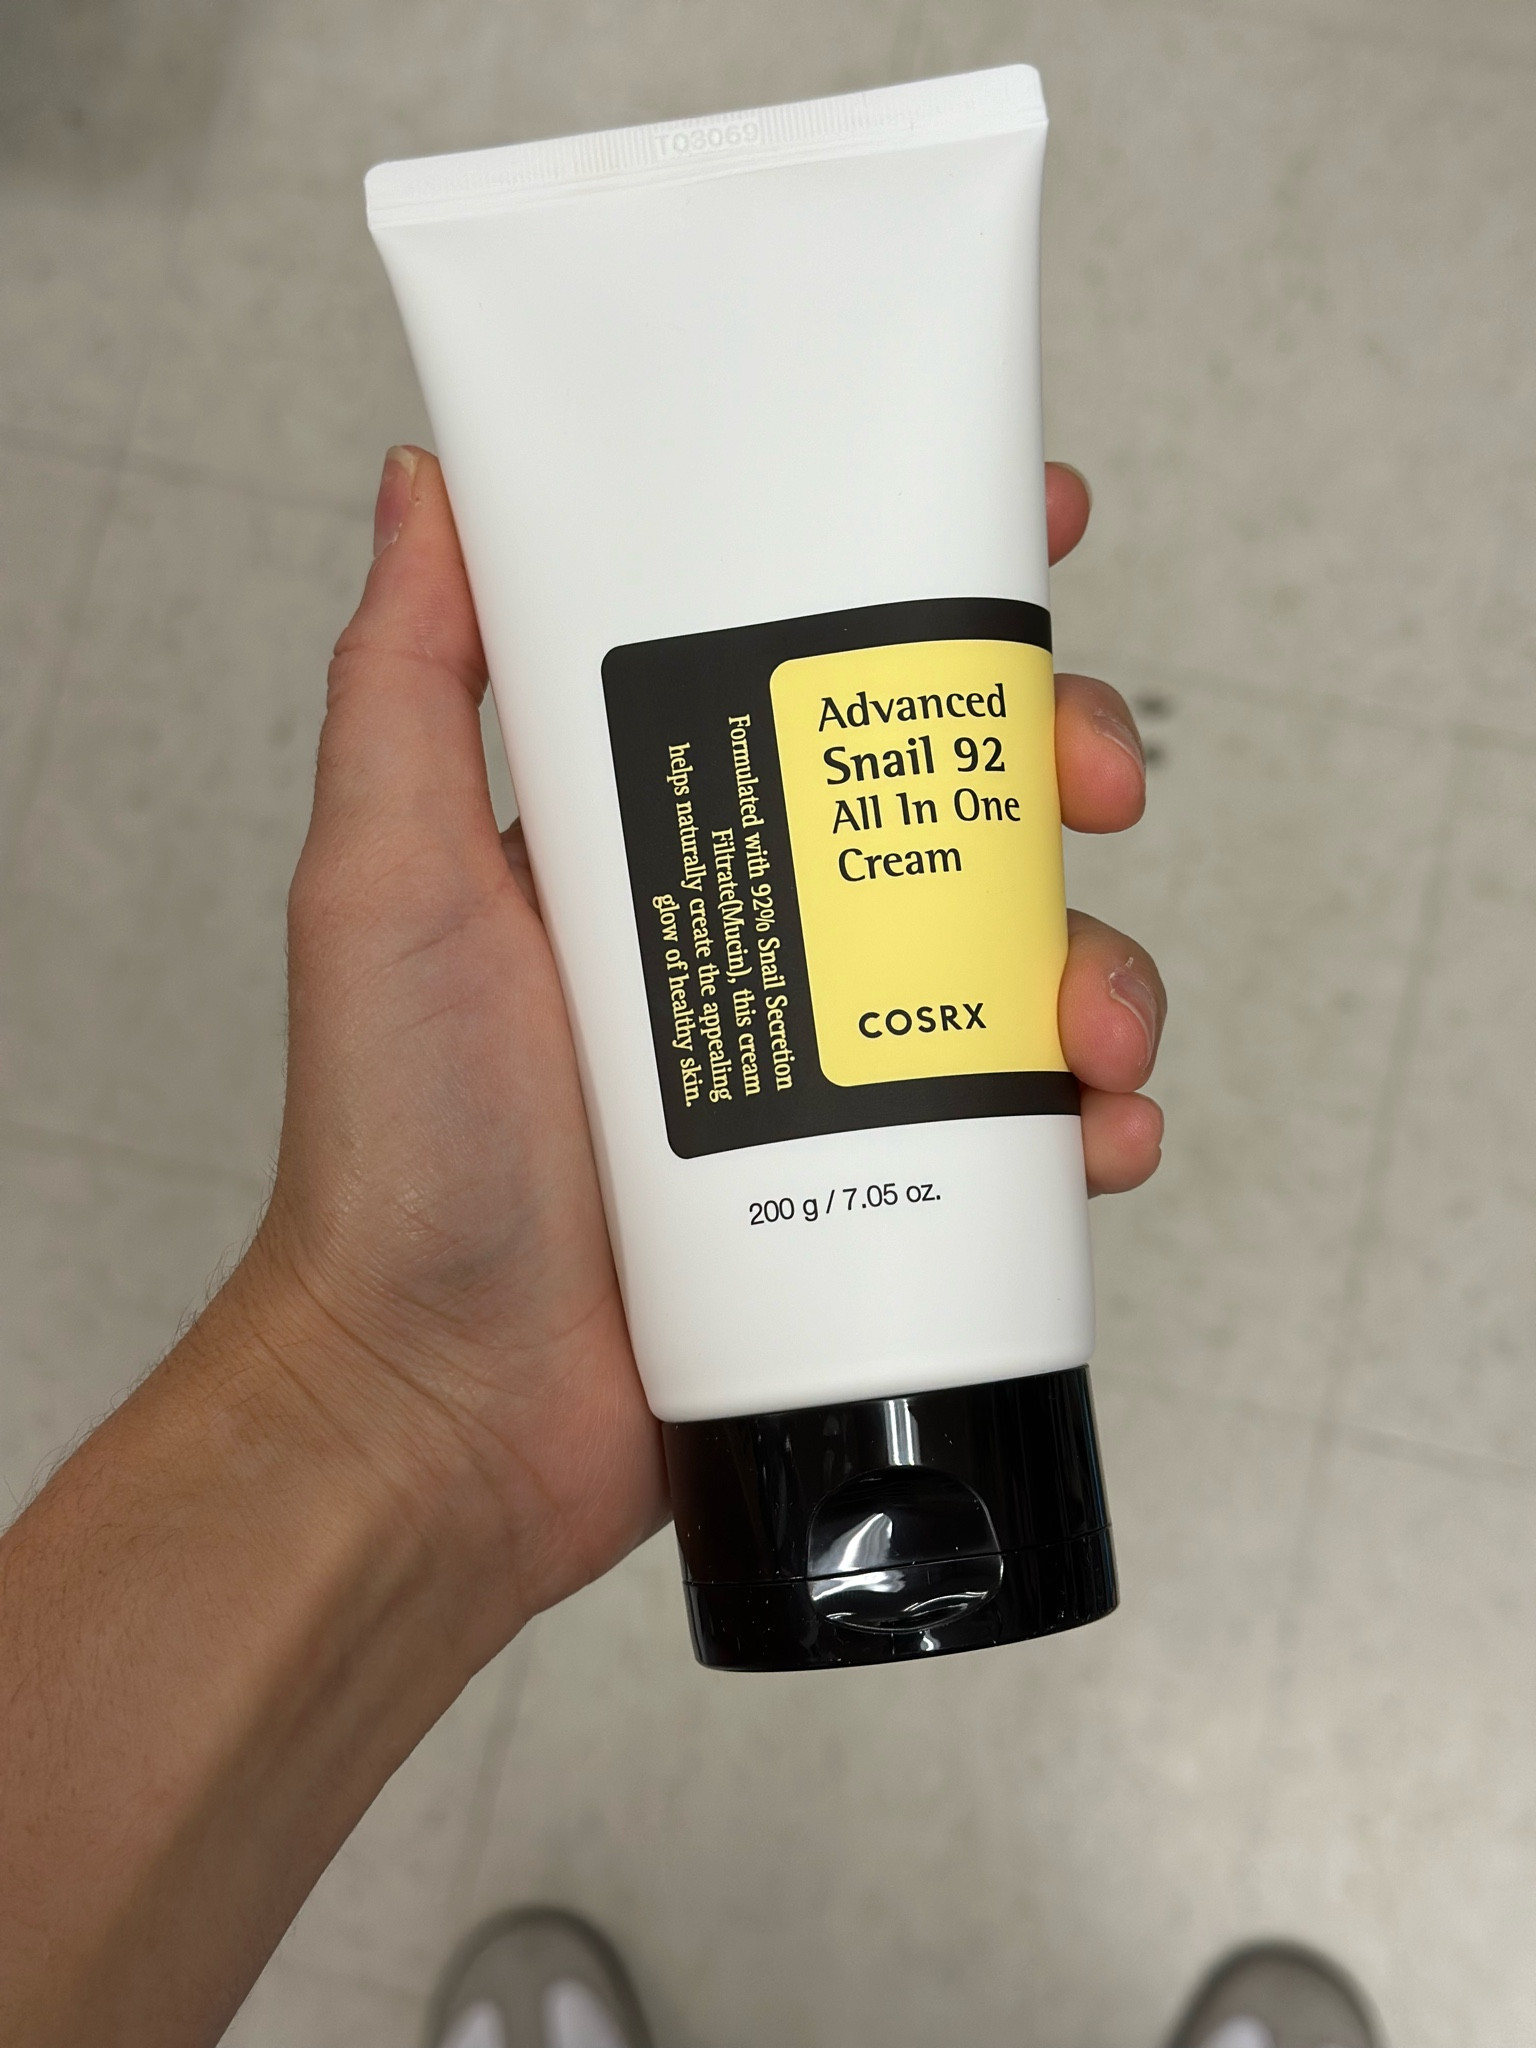 T03069
Advanced
Snail 92
All In One
Cream
COSRX
Formulated with 92% Snail Secretion
Filtrate(Mucin), this cream
helps naturally create the appealing
glow of healthy skin.
200 g / 7.05 oz.